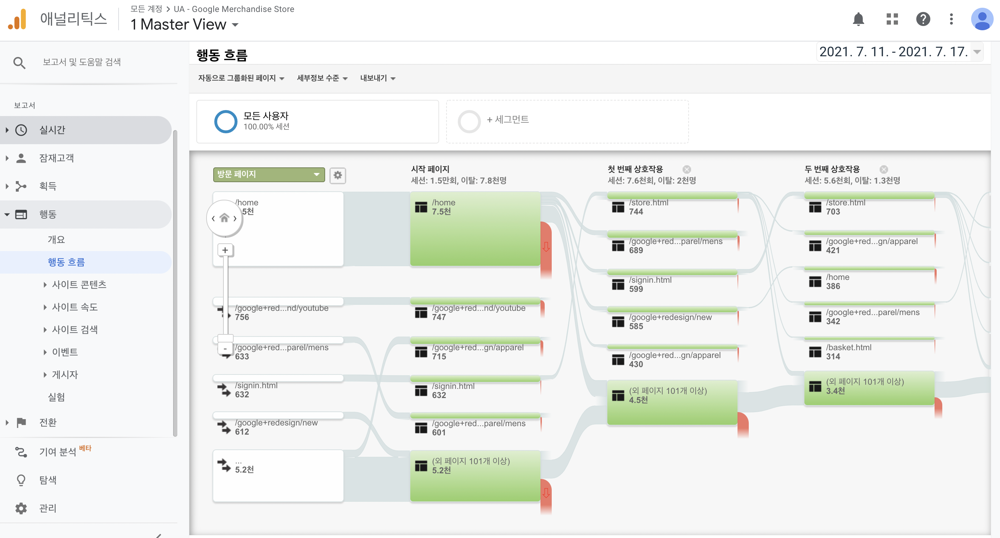 애널리틱스
모든 계정 > UA - Google Merchandise Store
1 Master View
보고서 및 도움말 검색
보고서
실시간
잠재고객
획득
행동
개요
행동 흐름
사이트 콘텐츠
사이트 속도
사이트 검색
이벤트
게시자
실험
전환
기여 분석 베타
탐색
관리
행동 흐름
2021. 7. 11. - 2021. 7. 17.
자동으로 그룹화된 페이지
세부정보 수준
내보내기
모든 사용자
100.00% 세션
+ 세그먼트
방문 페이지
/home
5천
/google+red...nd/youtube
756
/google+red...parel/mens
633
/signin.html
632
/google+redesign/new
612
...
5.2천
+
-
시작 페이지
세션: 1.5만회, 이탈: 7.8천명
/home
7.5천
/google+red...nd/youtube
747
/google+red...gn/apparel
715
/signin.html
632
/google+red...parel/mens
601
(외 페이지 101개 이상)
5.2천
첫 번째 상호작용
세션: 7.6천회, 이탈: 2천명
/store.html
744
/google+red...parel/mens
689
/signin.html
599
/google+redesign/new
585
/google+red...gn/apparel
430
(외 페이지 101개 이상)
4.5천
두 번째 상호작용
세션: 5.6천회, 이탈: 1.3천명
/store.html
703
/google+red...gn/apparel
421
/home
386
/google+red...parel/mens
342
/basket.html
314
(외 페이지 101개 이상)
3.4천